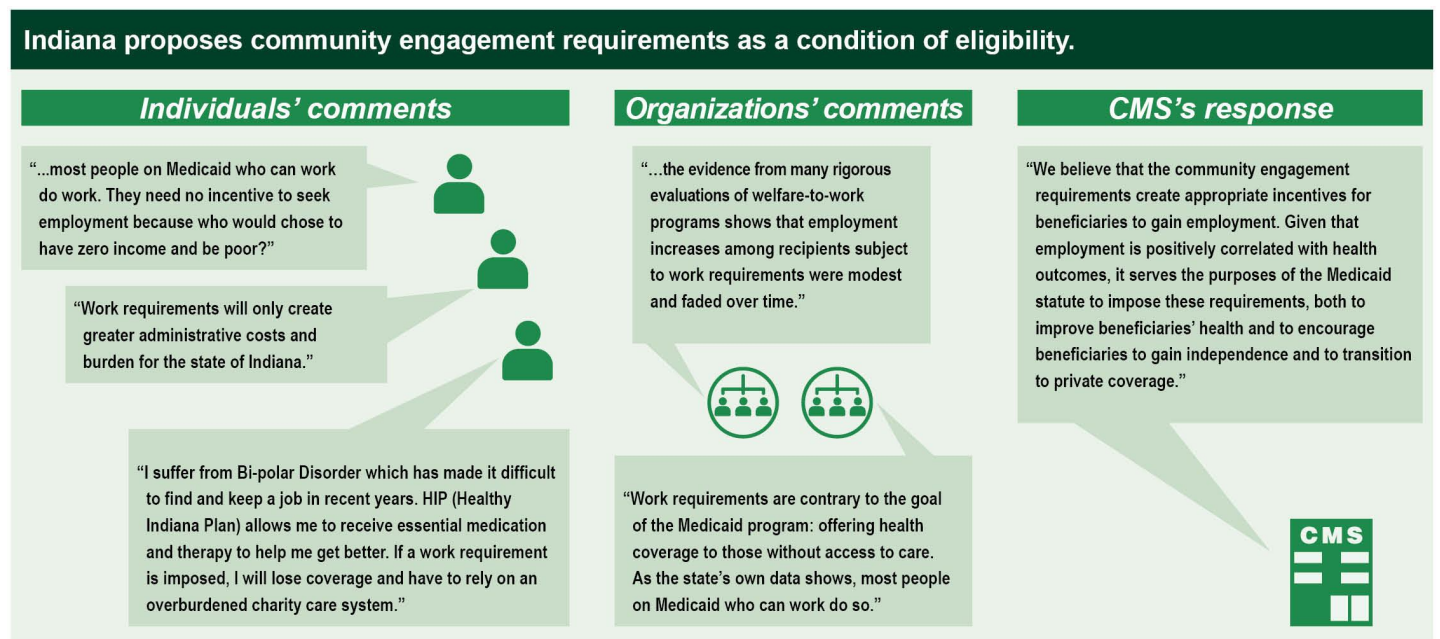 Indiana proposes community engagement requirements as a condition of eligibility.
Individuals’ comments
“...most people on Medicaid who can work
do work. They need no incentive to seek
employment because who would chose to
have zero income and be poor?”
“Work requirements will only create
greater administrative costs and
burden for the state of Indiana.”
“I suffer from Bi-polar Disorder which has made it difficult
to find and keep a job in recent years. HIP (Healthy
Indiana Plan) allows me to receive essential medication
and therapy to help me get better. If a work requirement
is imposed, I will lose coverage and have to rely on an
overburdened charity care system.”
Organizations’ comments
“…the evidence from many rigorous
evaluations of welfare-to-work
programs shows that employment
increases among recipients subject
to work requirements were modest
and faded over time.”
“Work requirements are contrary to the goal
of the Medicaid program: offering health
coverage to those without access to care.
As the state’s own data shows, most people
on Medicaid who can work do so.”
CMS’s response
“We believe that the community engagement
requirements create appropriate incentives for
beneficiaries to gain employment. Given that
employment is positively correlated with health
outcomes, it serves the purposes of the Medicaid
statute to impose these requirements, both to
improve beneficiaries’ health and to encourage
beneficiaries to gain independence and to transition
to private coverage.”
CMS